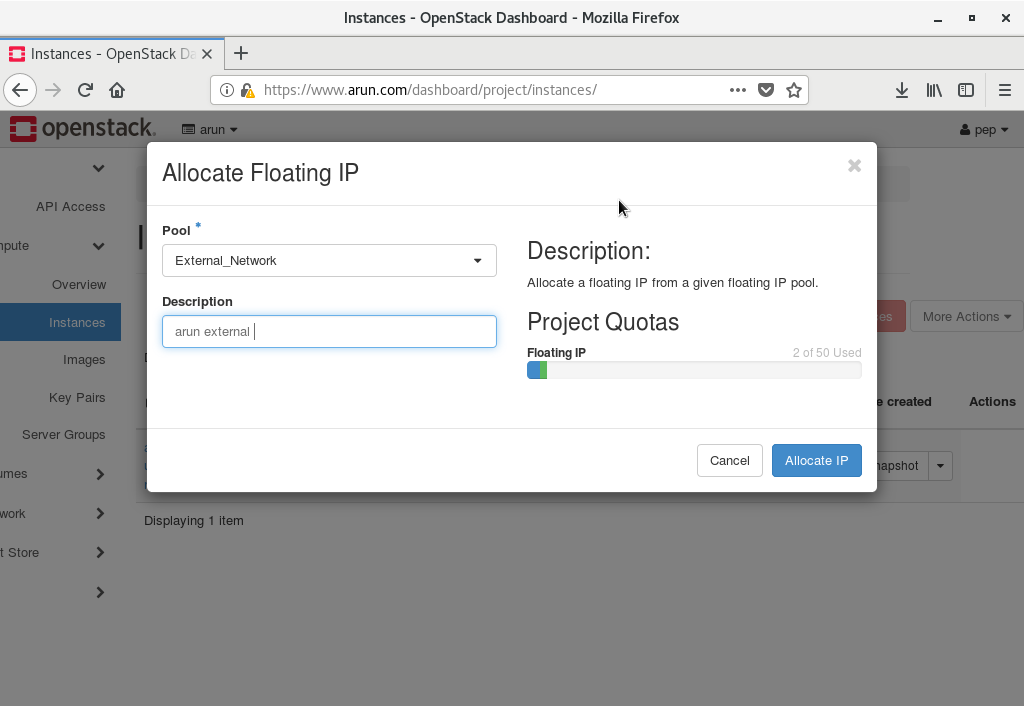 Instances - OpenStack Dashboard - Mozilla Firefox
Instances - OpenStack Da
https://www.arun.com/dashboard/project/instances/
openstack. arun pep
Allocate Floating IP
API Access
Pool *
External_Network
Description:
Allocate a floating IP from a given floating IP pool.
Overview
Description
arun external
Project Quotas
Floating IP 2 of 50 Used
Instances
More Actions
Images
Key Pairs
e created Actions
Server Groups
Cancel Allocate IP
napshot
umes
work
Displaying 1 item
t Store